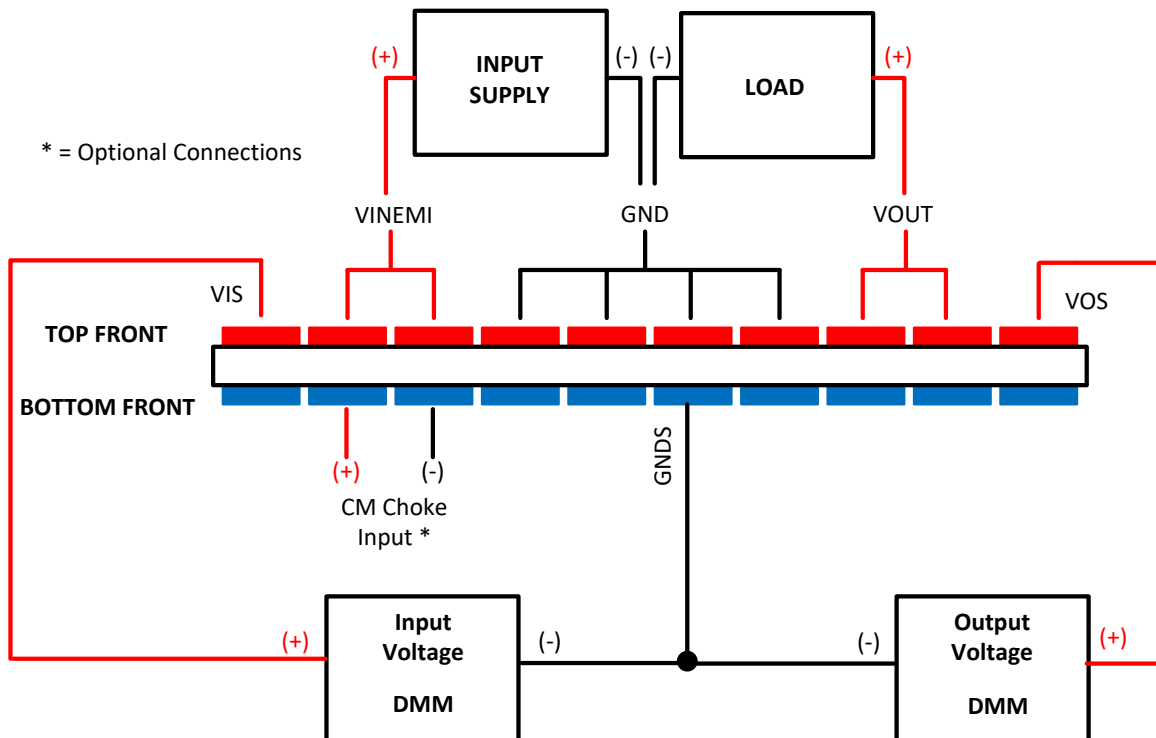 (+)
INPUT
SUPPLY
(-)
(-)
LOAD
(+)
* = Optional Connections
VINEMI
GND
VOUT
VIS
VOS
TOP FRONT
BOTTOM FRONT
(+)
(-)
GNDS
CM Choke
Input *
(+)
Input
Voltage
DMM
(-)
(-)
Output
Voltage
DMM
(+)